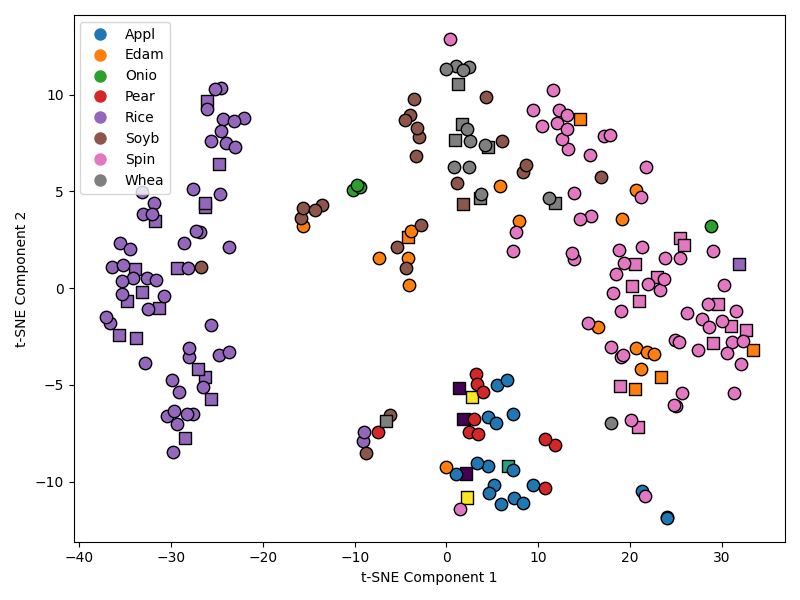 Appl
Edam
Onio
Pear
Rice
Soyb
Spin
Whea
10
5
0
−5
−10
t-SNE Component 2
−40 −30 −20 −10 0 10 20 30
t-SNE Component 1